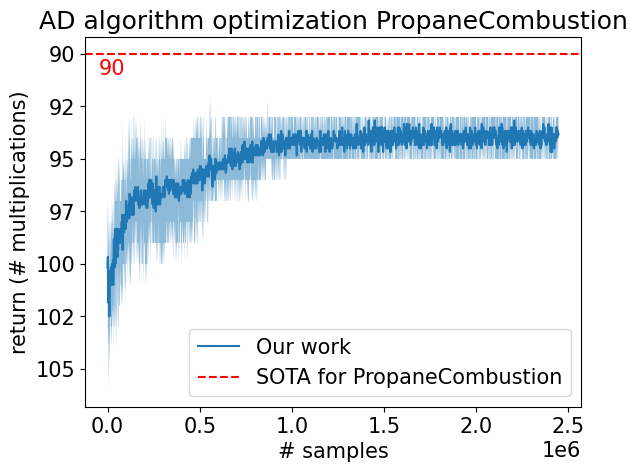 AD algorithm optimization PropaneCombustion
90
92
95
97
100
102
105
return (# multiplications)
90
Our work
SOTA for PropaneCombustion
0.0 0.5 1.0 1.5 2.0 2.5
# samples
1e6